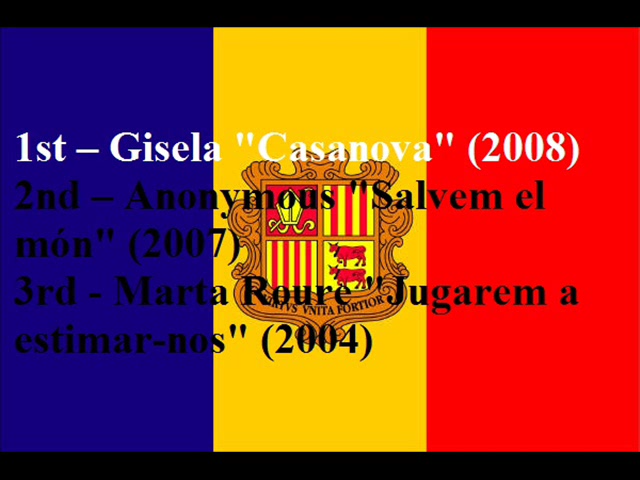 1st – Gisela "Casanova" (2008)
2nd – Anonymous "Salvem el
món" (2007)
3rd - Marta Roure "Jugarem a
estimar-nos" (2004)
VIRTVS VNITA FORTIOR